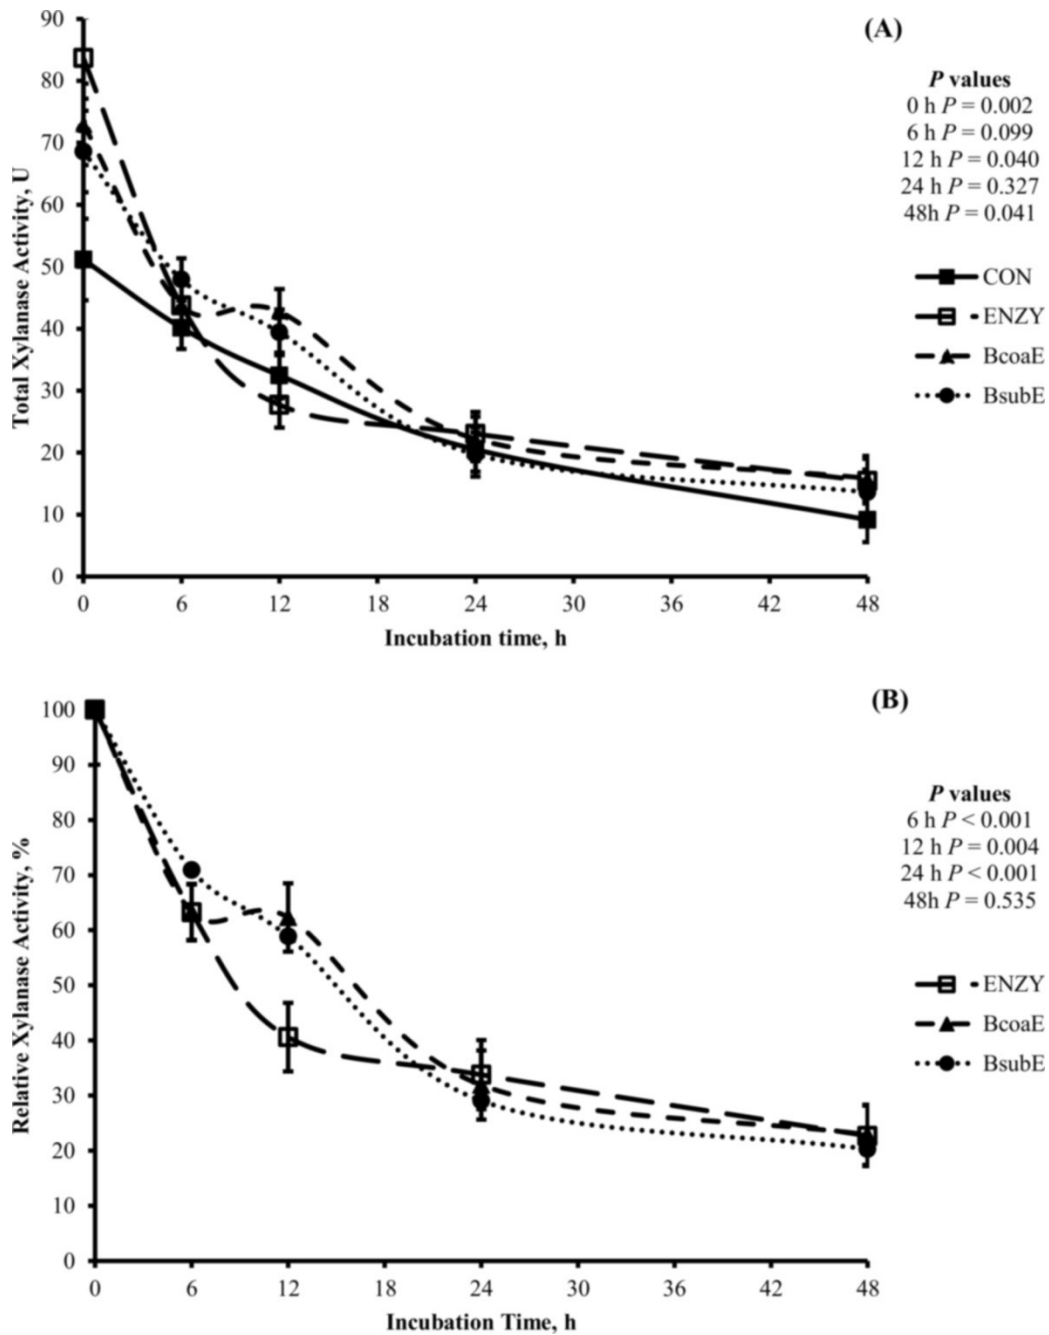 (A)
P values
0 h P = 0.002
6 h P = 0.099
12 h P = 0.040
24 h P = 0.327
48h P = 0.041
CON
ENZY
BcoaE
BsubE
Total Xylanase Activity, U
90
80
70
60
50
40
30
20
10
0
0 6 12 18 24 30 36 42 48
Incubation time, h
(B)
P values
6 h P < 0.001
12 h P = 0.004
24 h P < 0.001
48h P = 0.535
ENZY
BcoaE
BsubE
Relative Xylanase Activity, %
100
90
80
70
60
50
40
30
20
10
0
0 6 12 18 24 30 36 42 48
Incubation Time, h